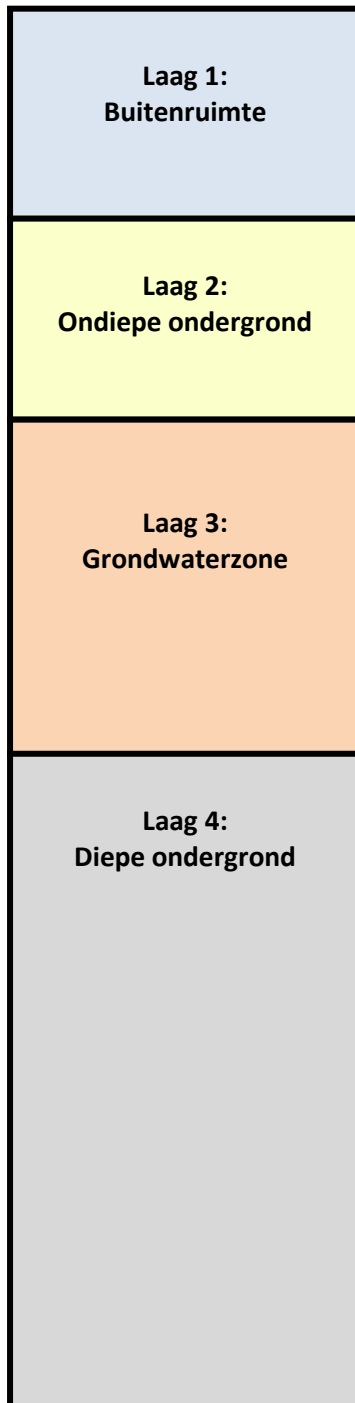 Laag 1:
Buitenruimte
Laag 2:
Ondiepe ondergrond
Laag 3:
Grondwaterzone
Laag 4:
Diepe ondergrond